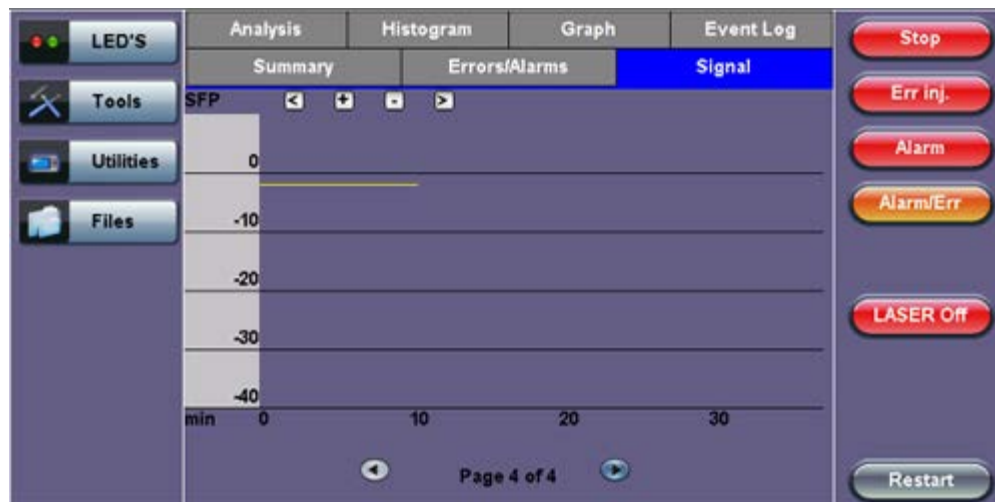 LED'S
Tools
Utilities
Files
Analysis Histogram Graph Event Log
Summary Errors/Alarms Signal
SFP < + - >
0
-10
-20
-30
-40
min 0 10 20 30
Page 4 of 4
Stop
Err inj.
Alarm
Alarm/Err
LASER Off
Restart